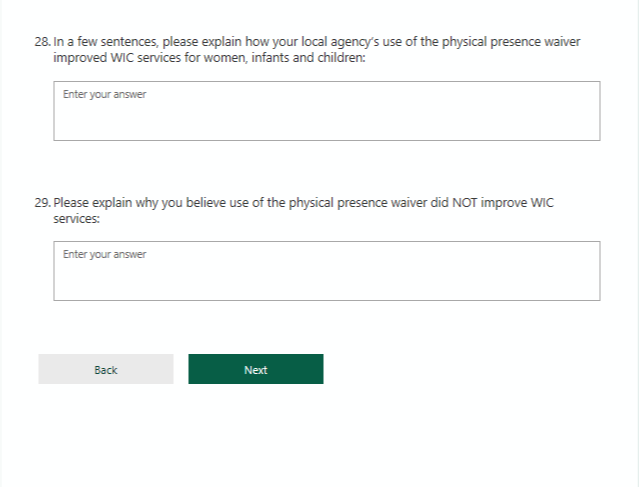 28. In a few sentences, please explain how your local agency's use of the physical presence waiver
improved WIC services for women, infants and children:
Enter your answer
29. Please explain why you believe use of the physical presence waiver did NOT improve WIC
services:
Enter your answer
Back
Next